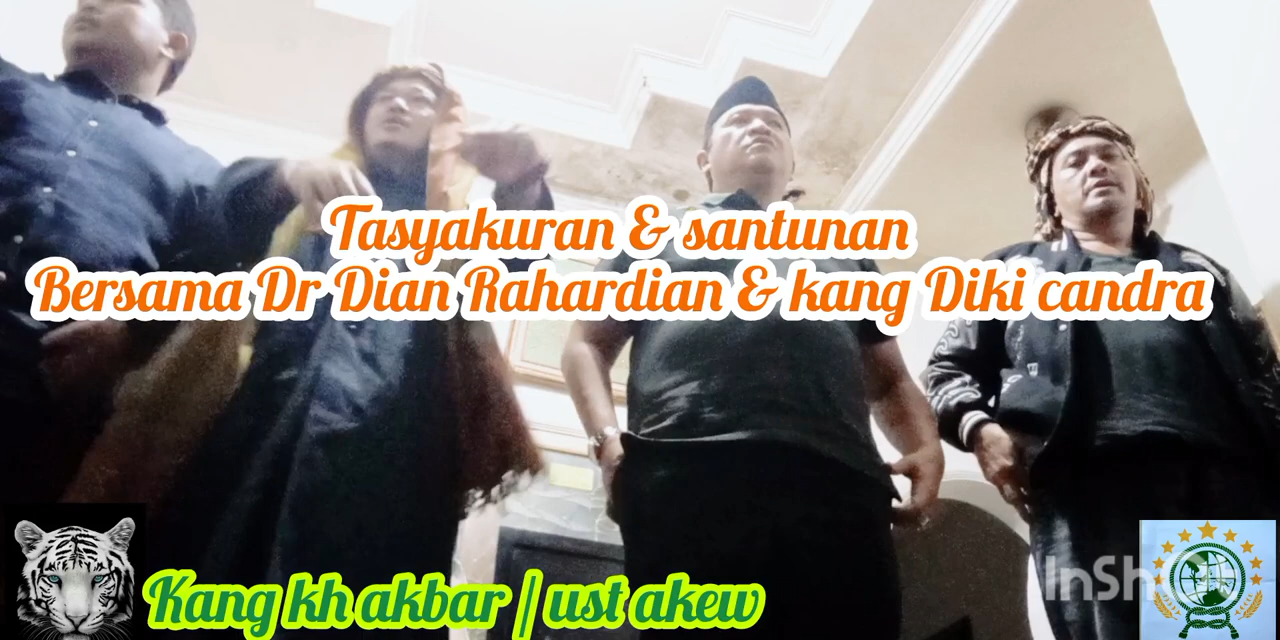 Tasyakuran & santunan
Bersama Dr Dian Rahardian & kang Diki candra
Kang kh akbar / ust akew